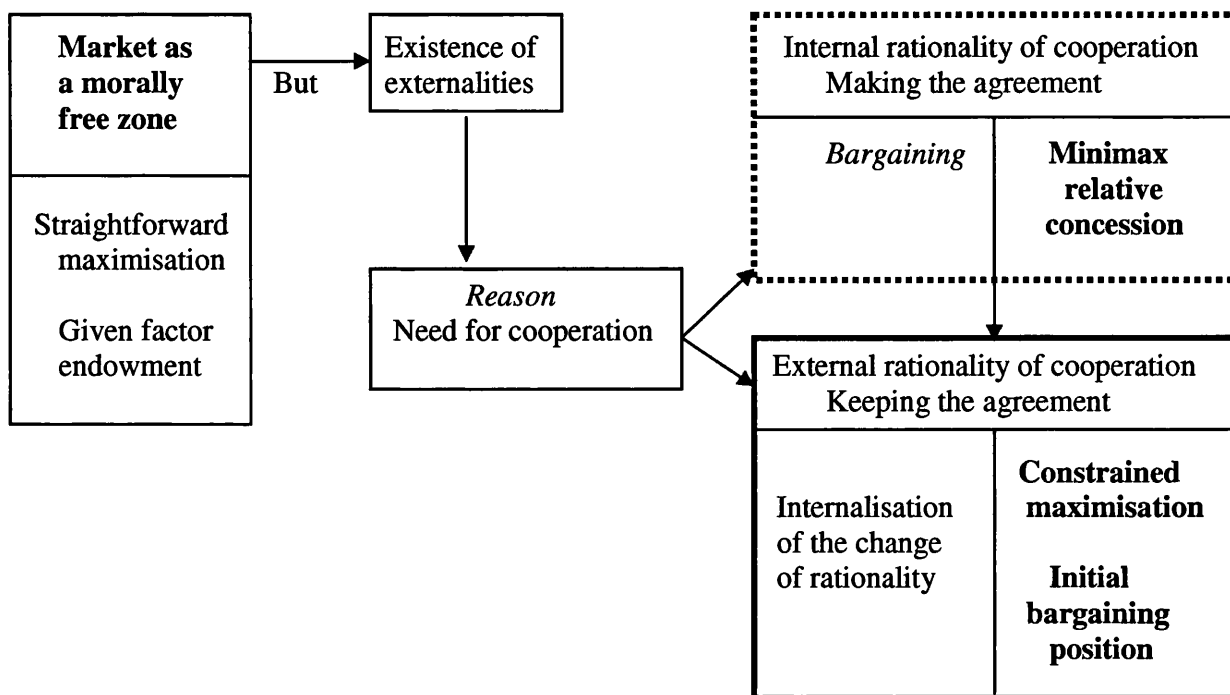 Market as
a morally
free zone
Straightforward
maximisation
Given factor
endowment
But
Existence of
externalities
Reason
Need for cooperation
Internal rationality of cooperation
Making the agreement
Bargaining
Minimax
relative
concession
External rationality of cooperation
Keeping the agreement
Internalisation
of the change
of rationality
Constrained
maximisation
Initial
bargaining
position